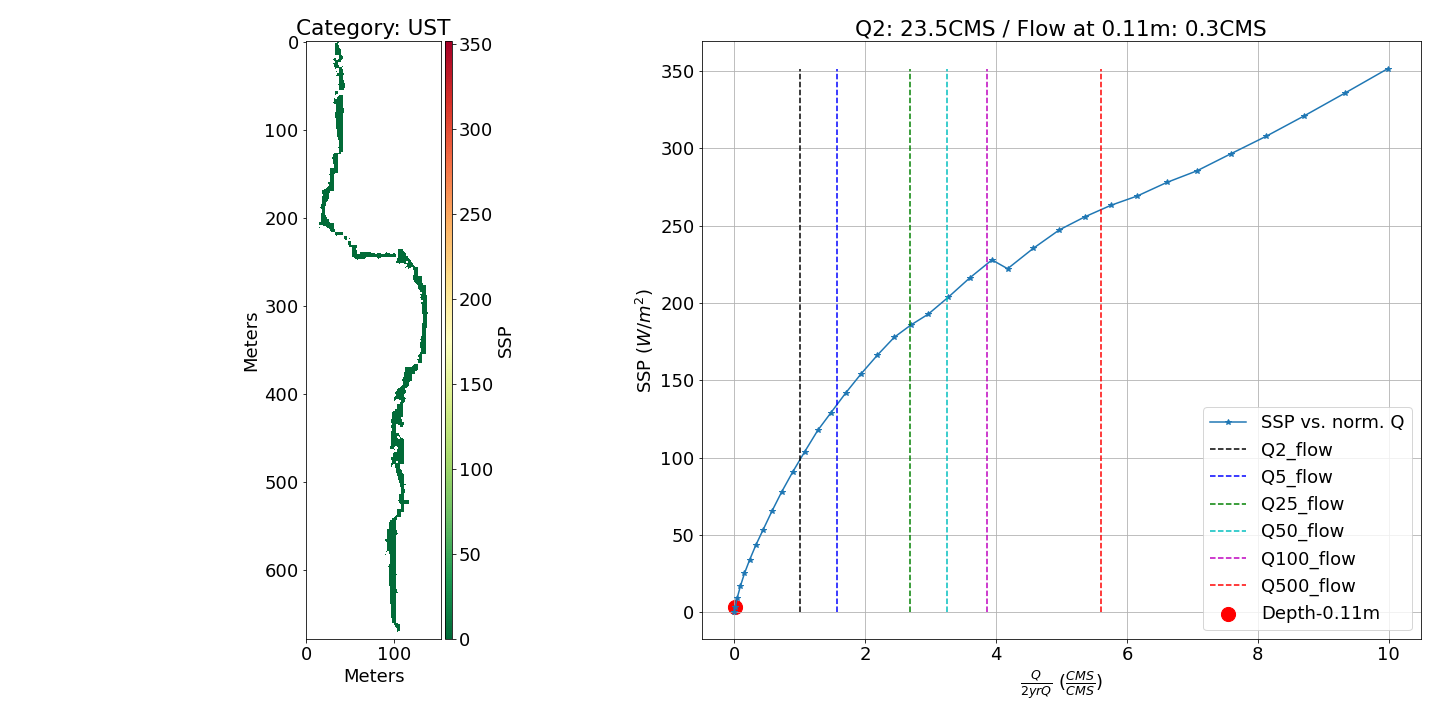 Category: UST
0
100
200
300
400
500
600
Meters
0 100
Meters
350
300
250
200
150
100
50
0
SSP
Q2: 23.5CMS / Flow at 0.11m: 0.3CMS
350
300
250
200
150
100
50
0
SSP (W/m²)
0 2 4 6 8 10
Q/2yrQ (CMS/CMS)
SSP vs. norm. Q
Q2_flow
Q5_flow
Q25_flow
Q50_flow
Q100_flow
Q500_flow
Depth-0.11m